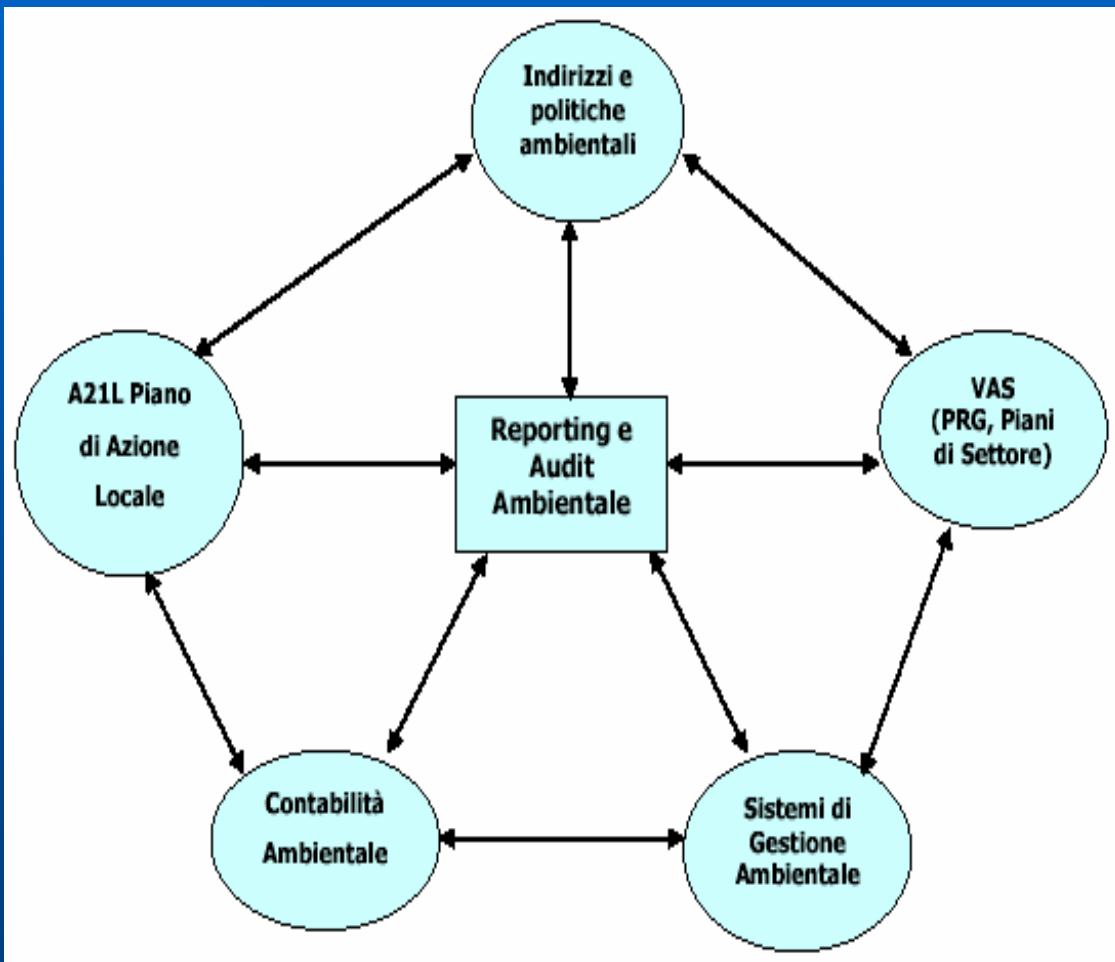 Indirizzi e
politiche
ambientali
A21L Piano
di Azione
Locale
Reporting e
Audit
Ambientale
VAS
(PRG, Piani
di Settore)
Contabilità
Ambientale
Sistemi di
Gestione
Ambientale